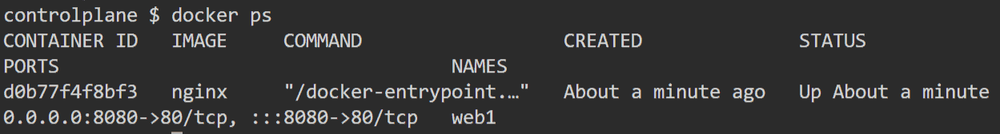 controlplane $ docker ps
CONTAINER ID   IMAGE     COMMAND                  CREATED              STATUS
PORTS                                   NAMES
d0b77f4f8bf3   nginx     "/docker-entrypoint.…"   About a minute ago   Up About a minute
0.0.0.0:8080->80/tcp, :::8080->80/tcp   web1